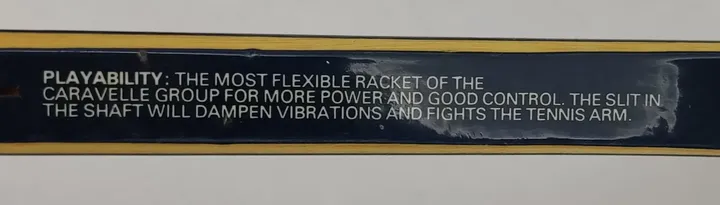 PLAYABILITY: THE MOST FLEXIBLE RACKET OF THE
CARAVELLE GROUP FOR MORE POWER AND GOOD CONTROL. THE SLIT IN
THE SHAFT WILL DAMPEN VIBRATIONS AND FIGHTS THE TENNIS ARM.